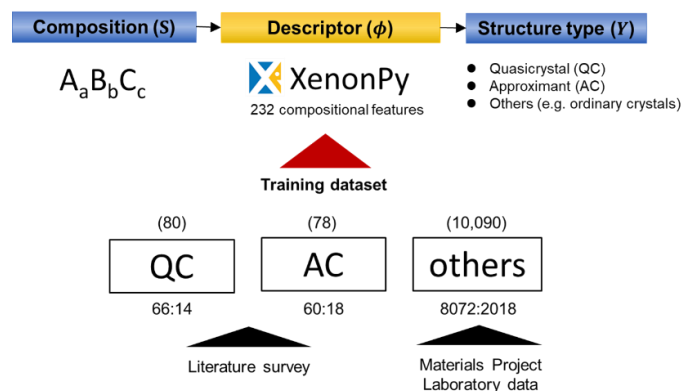 Composition (S)
Descriptor (ϕ)
Structure type (Y)
AaBbCc
XenonPy
232 compositional features
● Quasicrystal (QC)
● Approximant (AC)
● Others (e.g. ordinary crystals)
Training dataset
(80)
(78)
(10,090)
QC
AC
others
66:14
60:18
8072:2018
Literature survey
Materials Project
Laboratory data